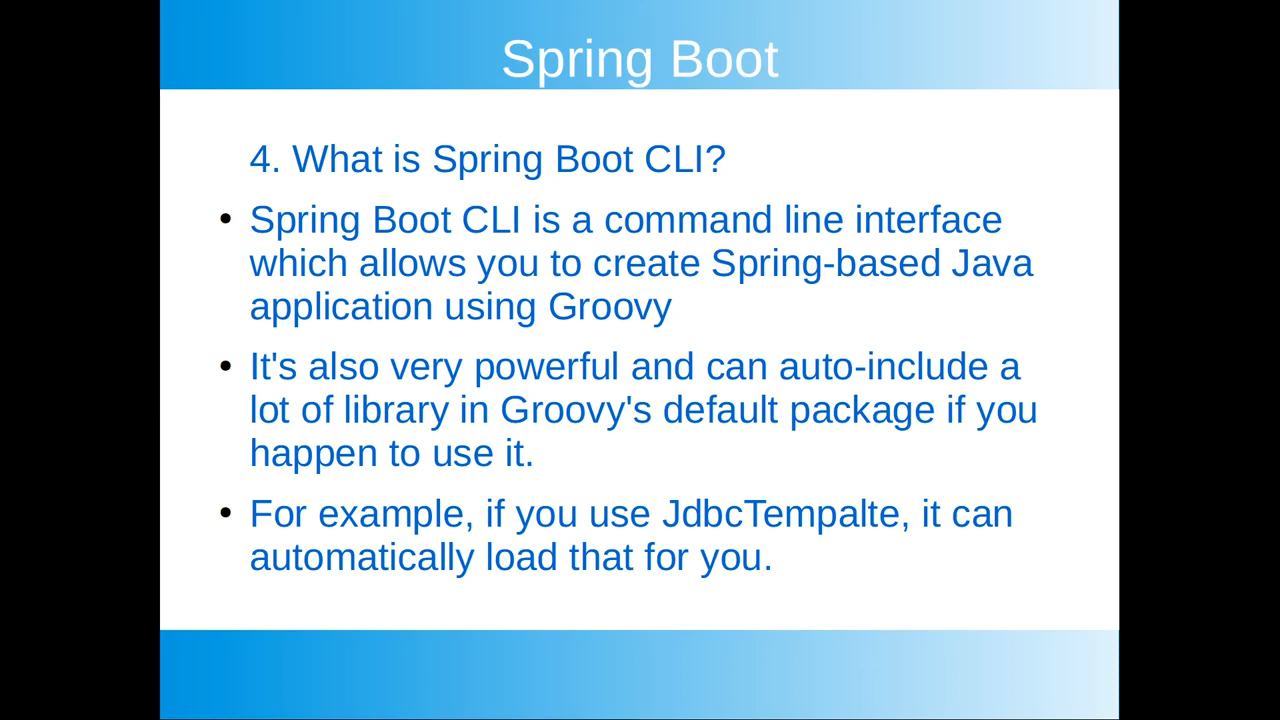 Spring Boot
4. What is Spring Boot CLI?
• Spring Boot CLI is a command line interface
which allows you to create Spring-based Java
application using Groovy
• It's also very powerful and can auto-include a
lot of library in Groovy's default package if you
happen to use it.
• For example, if you use JdbcTempalte, it can
automatically load that for you.